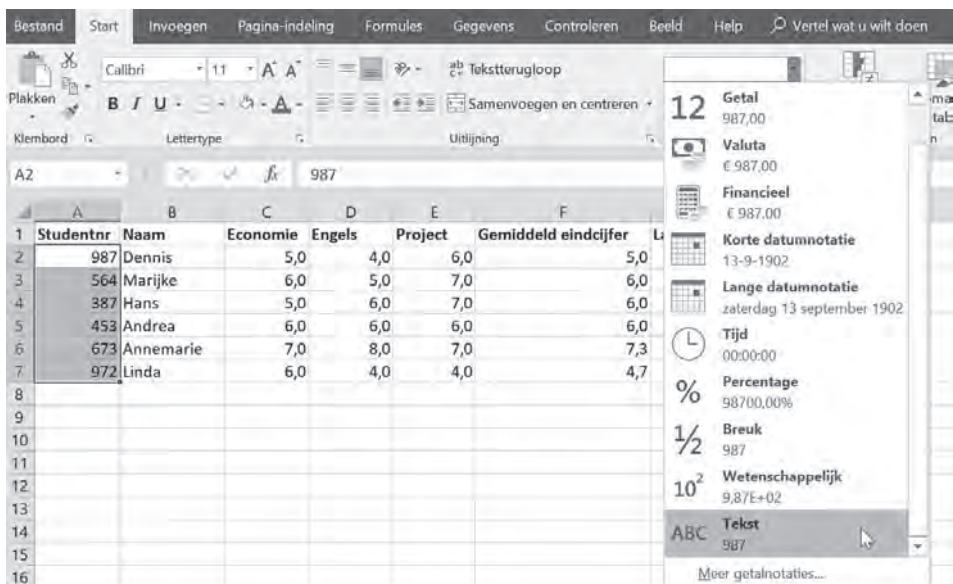 Bestand Start Invoegen Pagina-indeling Formules Gegevens Controleren Beeld Help Vertel wat u wilt doen
Plakken
Calibri 11 A A
B I U A
Tekstterugloop
Samenvoegen en centreren
Klembord Lettertype Uitlijning
A2 fx 987
A B C D E F
1 Studentnr Naam Economie Engels Project Gemiddeld eindcijfer
2 987 Dennis 5,0 4,0 6,0 5,0
3 564 Marijke 6,0 5,0 7,0 6,0
4 387 Hans 5,0 6,0 7,0 6,0
5 453 Andrea 6,0 6,0 6,0 6,0
6 673 Annemarie 7,0 8,0 7,0 7,3
7 972 Linda 6,0 4,0 4,0 4,7
8
9
10
11
12
13
14
15
16
12 Getal
987,00
Valuta
€ 987,00
Financieel
€ 987,00
Korte datumnotatie
13-9-1902
Lange datumnotatie
zaterdag 13 september 1902
Tijd
00:00:00
% Percentage
98700,00%
½ Breuk
987
10² Wetenschappelijk
9,87E+02
ABC Tekst
987
Meer getalnotaties...